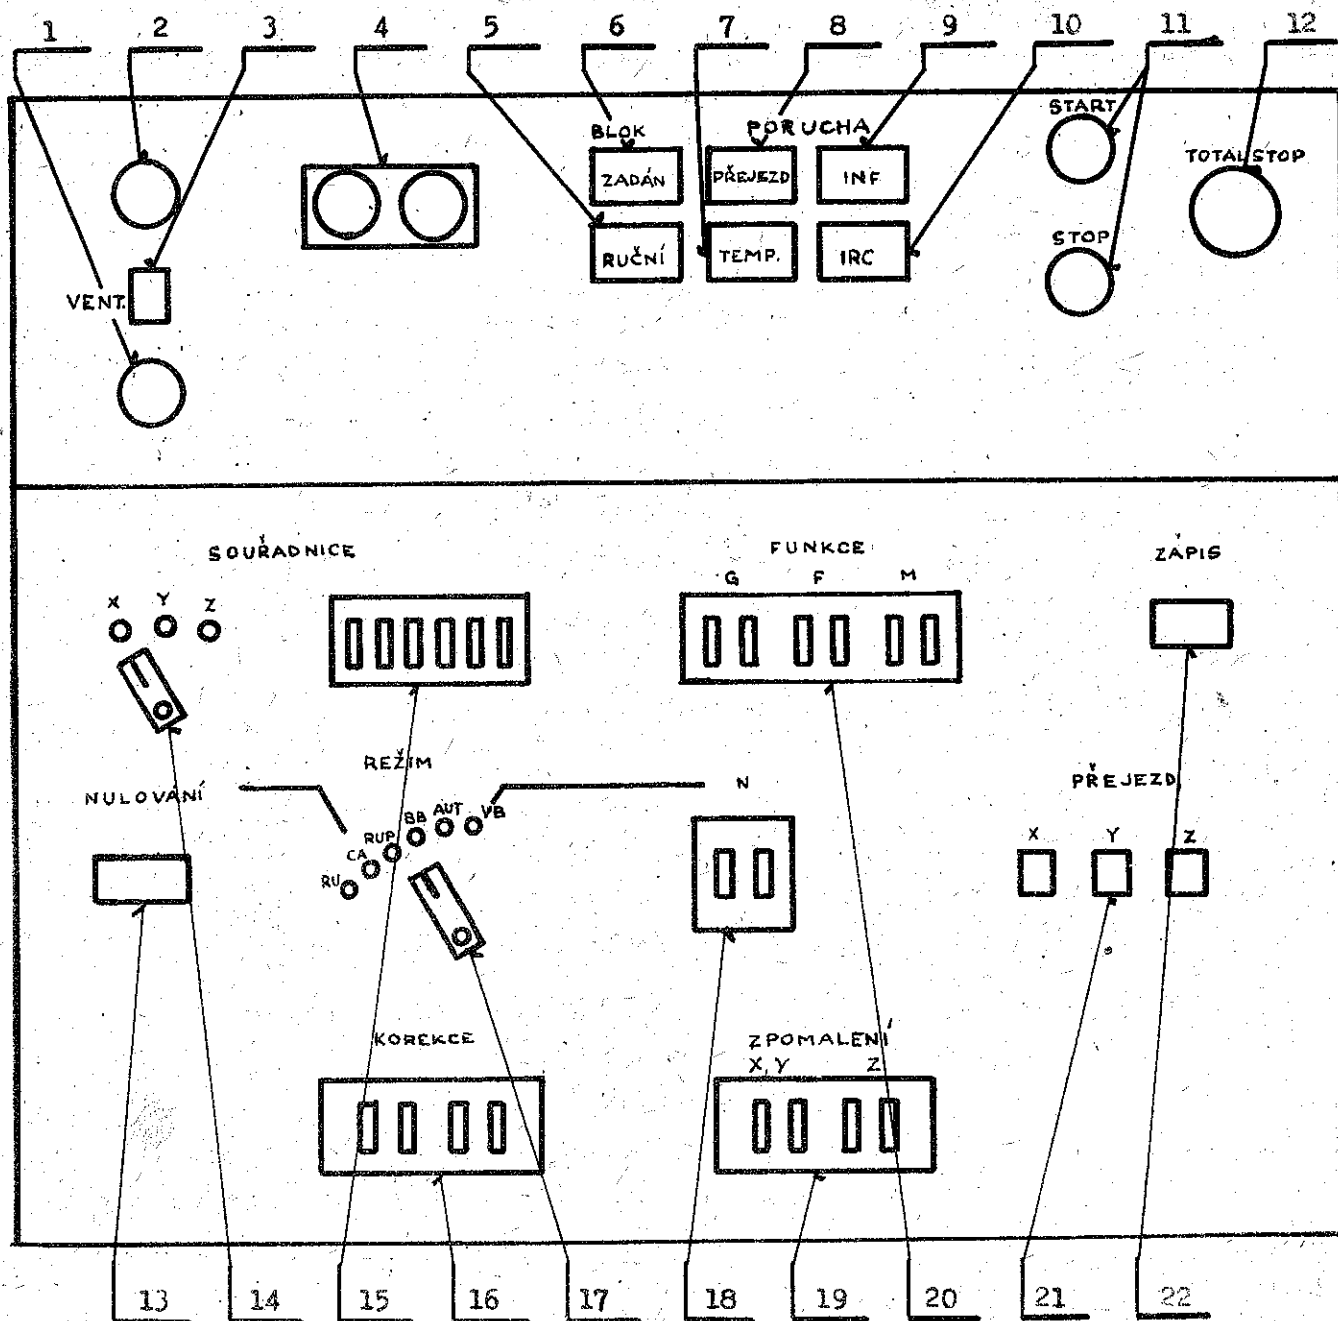 1 2 3 4 5 6 7 8 9 10 11 12
BLOK PORUCHA START
ZADÁN PŘEJEZD INF TOTAL STOP
RUČNÍ TEMP. IRC STOP
VENT.
SOUŘADNICE FUNKCE ZÁPIS
X Y Z G F M
NULOVÁNÍ REŽIM N PŘEJEZD
RU CA RUP BB AUT VB X Y Z
KOREKCE ZPOMALENÍ
X, Y Z
13 14 15 16 17 18 19 20 21 22